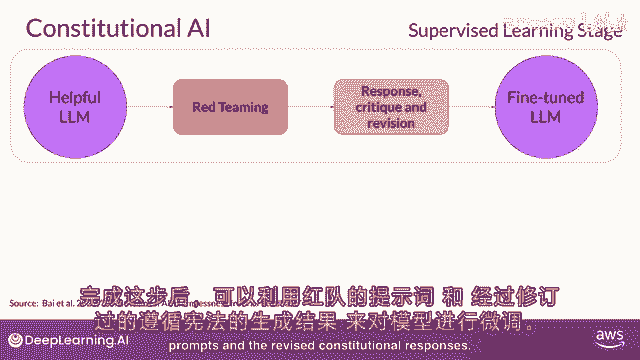 Constitutional AI
Supervised Learning Stage
Helpful
LLM
Red Teaming
Response,
critique and
revision
Fine-tuned
LLM
Source: Bai et al. 2022,
完成这步后，可以利用红队的提示词 和 经过修订
过的遵循宪法的生成结果 来对模型进行微调。
prompts and the revised constitutional responses.
DeepLearning.AI
aws